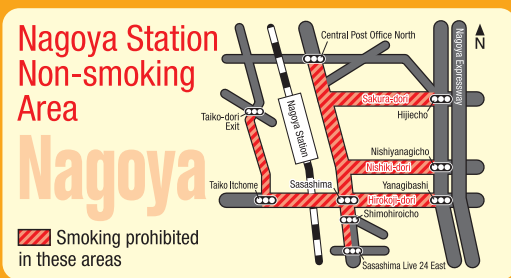 Nagoya Station
Non-smoking
Area
Nagoya
Smoking prohibited
in these areas
Central Post Office North
Nagoya Expressway
N
Sakura-dori
Hijiecho
Taiko-dori
Exit
Nagoya Station
Nishiyanagicho
Nishiki-dori
Taiko Itchome
Sasashima
Yanagibashi
Hirokoji-dori
Shimohiroicho
Sasashima Live 24 East